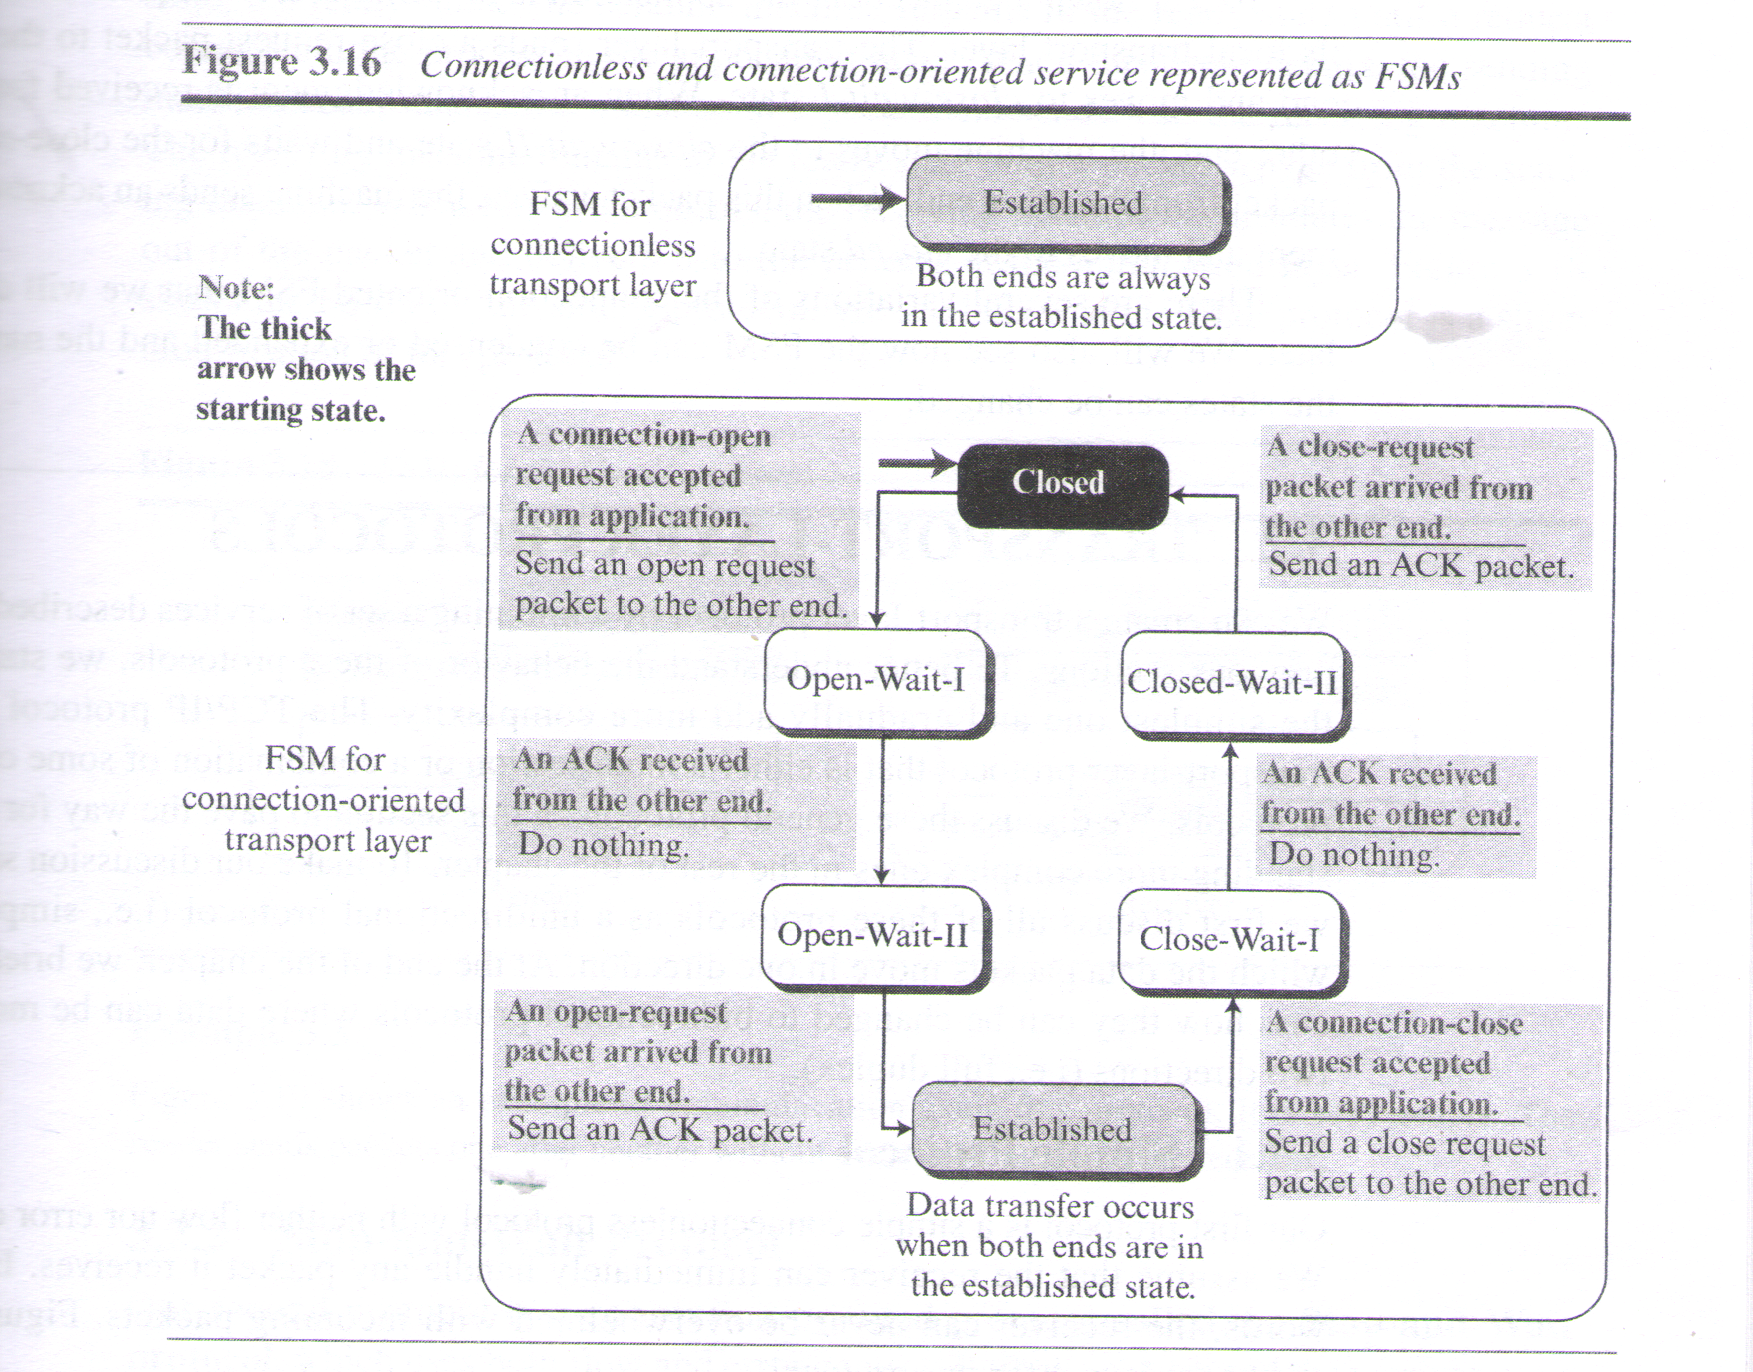 Figure 3.16 Connectionless and connection-oriented service represented as FSMs
FSM for
connectionless
transport layer
Established
Both ends are always
in the established state.
Note:
The thick
arrow shows the
starting state.
A connection-open
request accepted
from application.
Send an open request
packet to the other end.
Closed
A close-request
packet arrived from
the other end.
Send an ACK packet.
Open-Wait-I
Closed-Wait-II
FSM for
connection-oriented
transport layer
An ACK received
from the other end.
Do nothing.
An ACK received
from the other end.
Do nothing.
Open-Wait-II
Close-Wait-I
An open-request
packet arrived from
the other end.
Send an ACK packet.
Established
A connection-close
request accepted
from application.
Send a close request
packet to the other end.
Data transfer occurs
when both ends are in
the established state.